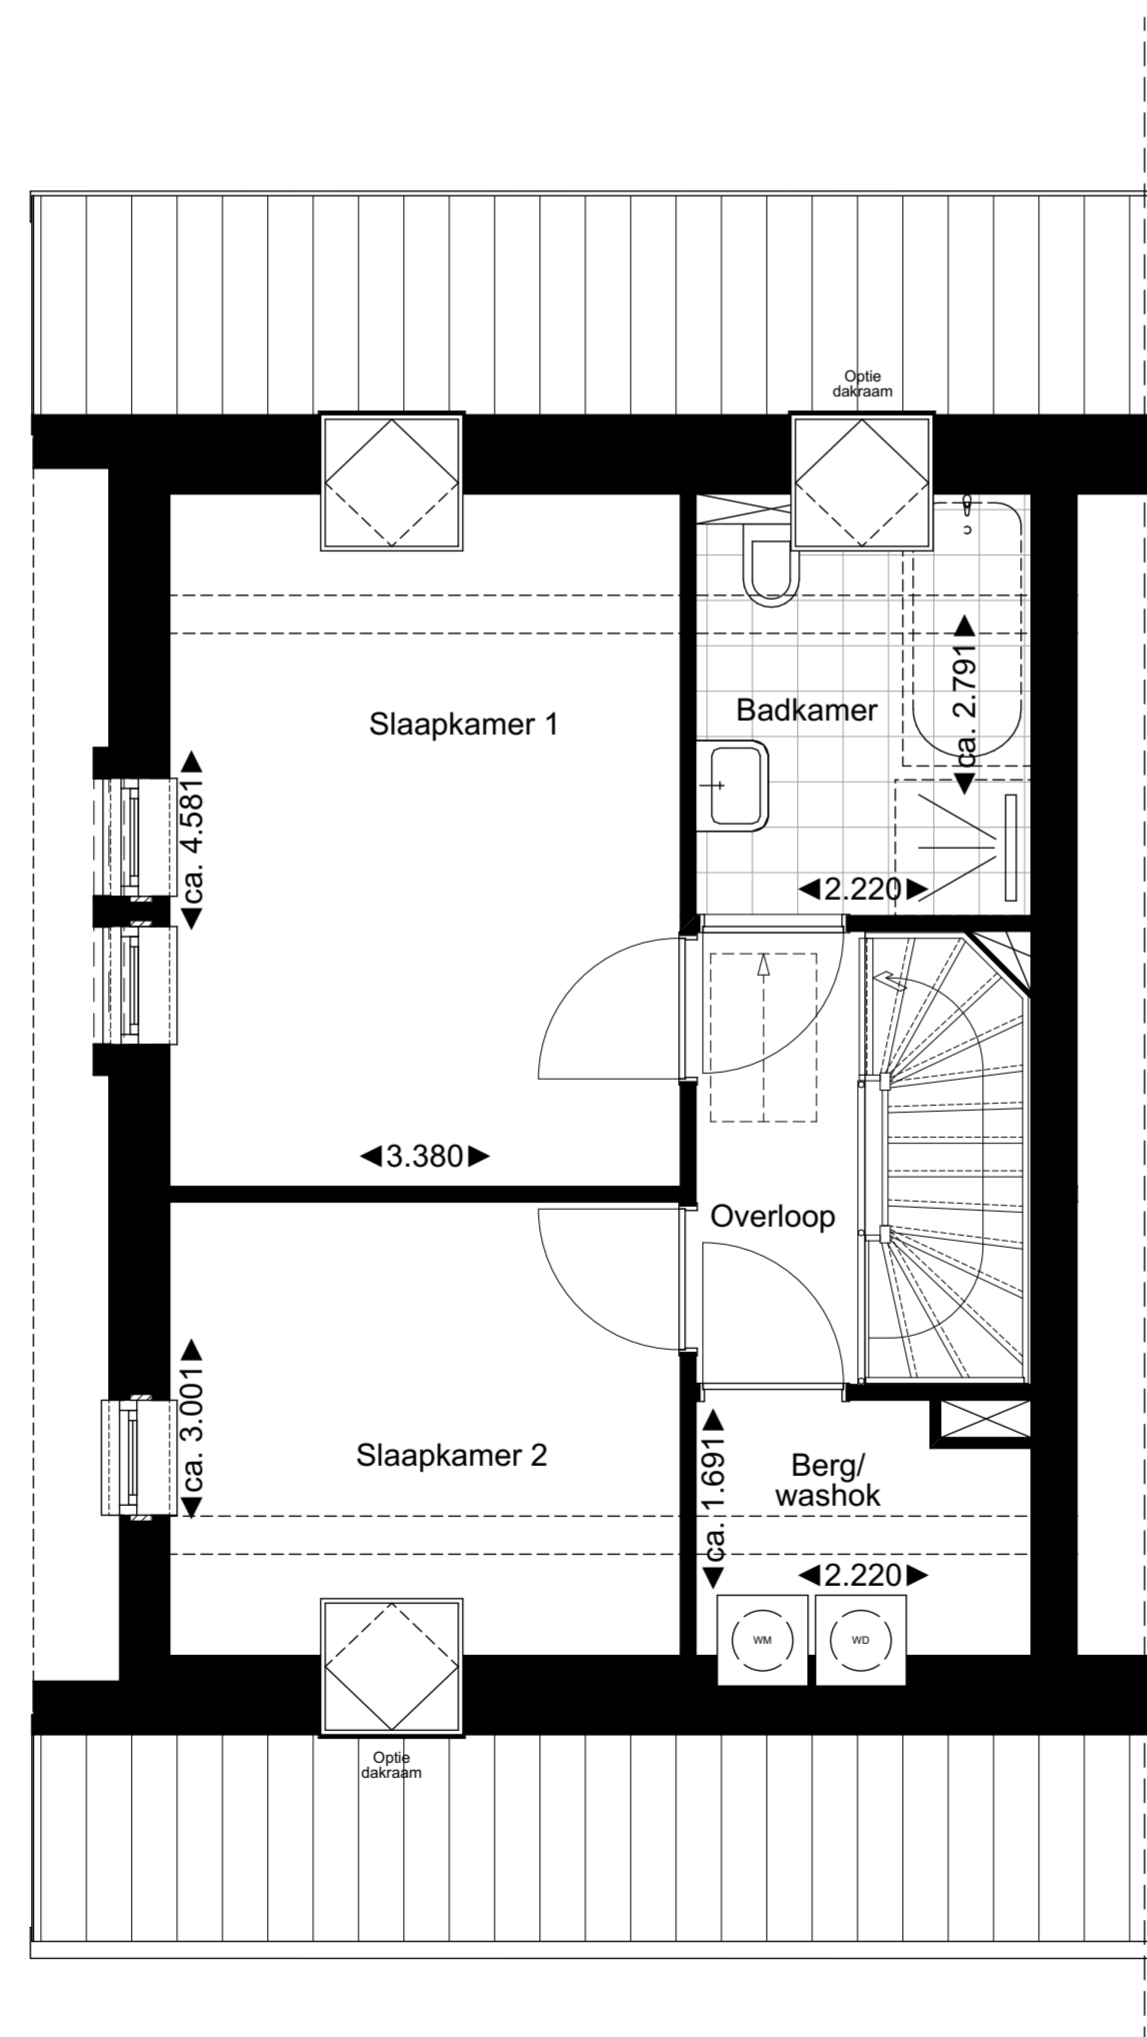 Optie
dakraam
Slaapkamer 1
Badkamer
ca. 2.791
ca. 4.581
2.220
3.380
Overloop
ca. 3.001
Slaapkamer 2
ca. 1.691
Berg/
washok
2.220
WM
WD
Optie
dakraam